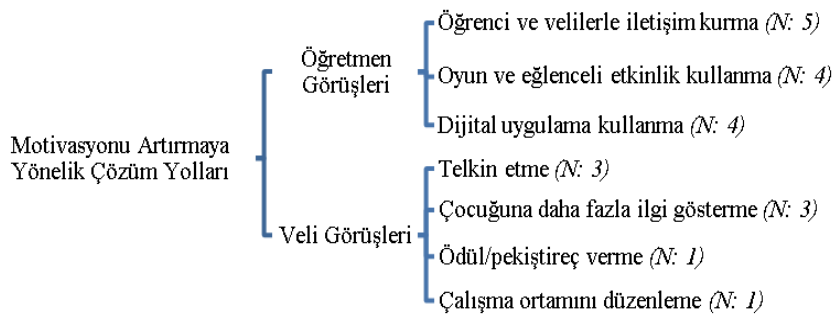 Motivasyonu Artırmaya
Yönelik Çözüm Yolları
Öğretmen
Görüşleri
Öğrenci ve velilerle iletişim kurma (N: 5)
Oyun ve eğlenceli etkinlik kullanma (N: 4)
Dijital uygulama kullanma (N: 4)
Veli Görüşleri
Telkin etme (N: 3)
Çocuğuna daha fazla ilgi gösterme (N: 3)
Ödül/pekiştireç verme (N: 1)
Çalışma ortamını düzenleme (N: 1)